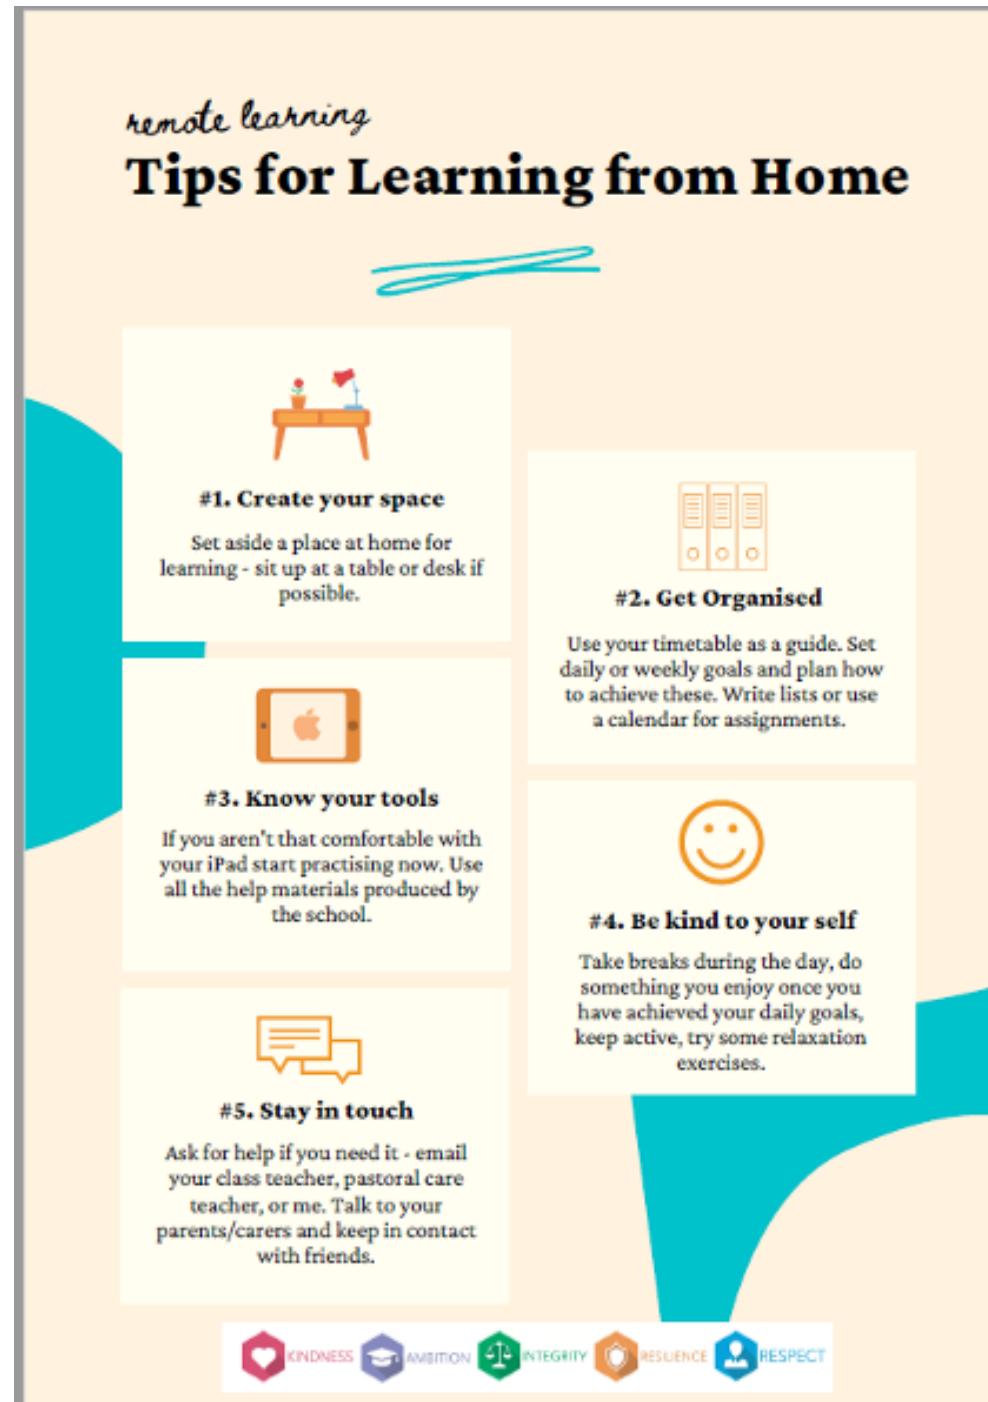 remote learning
Tips for Learning from Home
#1. Create your space
Set aside a place at home for
learning - sit up at a table or desk if
possible.
#2. Get Organised
Use your timetable as a guide. Set
daily or weekly goals and plan how
to achieve these. Write lists or use
a calendar for assignments.
#3. Know your tools
If you aren't that comfortable with
your iPad start practising now. Use
all the help materials produced by
the school.
#4. Be kind to your self
Take breaks during the day, do
something you enjoy once you
have achieved your daily goals,
keep active, try some relaxation
exercises.
#5. Stay in touch
Ask for help if you need it - email
your class teacher, pastoral care
teacher, or me. Talk to your
parents/carers and keep in contact
with friends.
KINDNESS AMBITION INTEGRITY RESILIENCE RESPECT